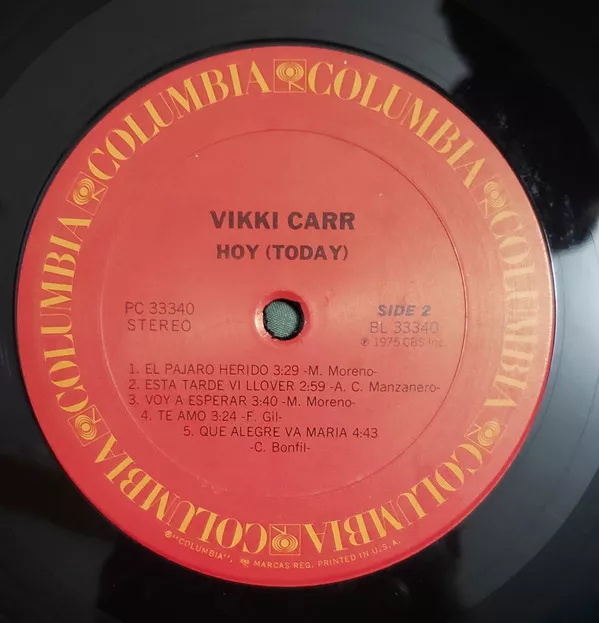 COLUMBIA COLUMBIA COLUMBIA COLUMBIA COLUMBIA COLUMBIA COLUMBIA COLUMBIA
VIKKI CARR
HOY (TODAY)
PC 33340
STEREO
SIDE 2
BL 33340
℗ 1975 CBS Inc.
1. EL PAJARO HERIDO 3:29 -M. Moreno-
2. ESTA TARDE VI LLOVER 2:59 -A. C. Manzanero-
3. VOY A ESPERAR 3:40 -M. Moreno-
4. TE AMO 3:24 -F. Gil-
5. QUE ALEGRE VA MARIA 4:43
-C. Bonfil-
"COLUMBIA", MARCAS REG. PRINTED IN U.S.A.